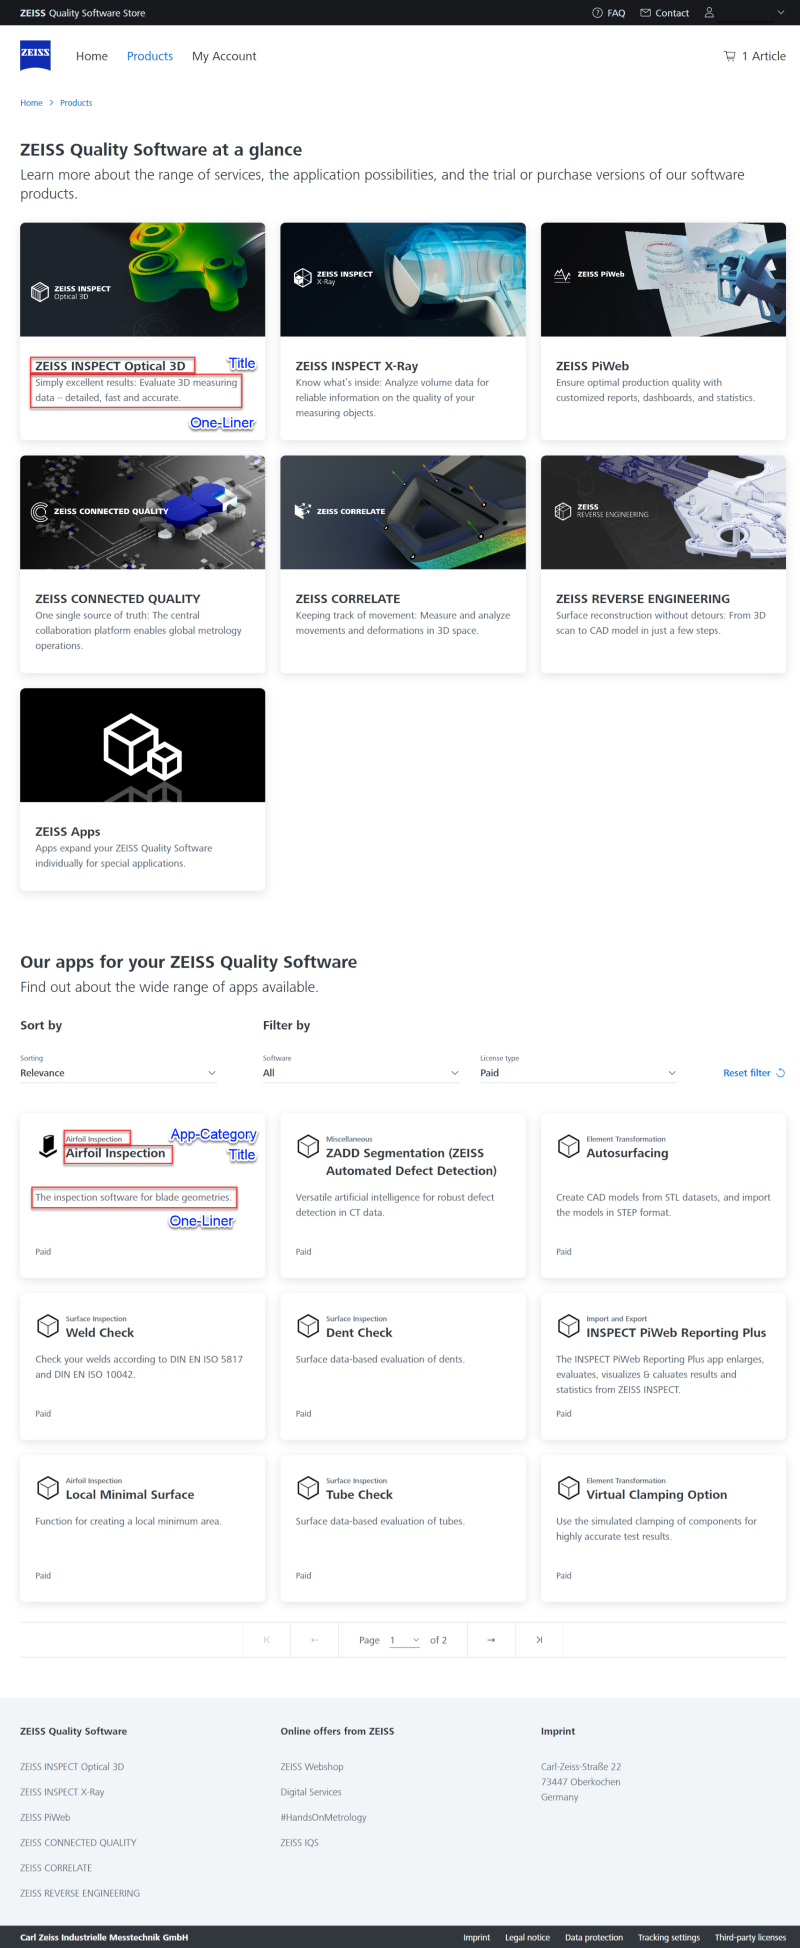 ZEISS Quality Software Store
FAQ
Contact
ZEISS
Home
Products
My Account
1 Article
Home > Products
ZEISS Quality Software at a glance
Learn more about the range of services, the application possibilities, and the trial or purchase versions of our software
products.
ZEISS INSPECT
Optical 3D
ZEISS INSPECT Optical 3D
Title
Simply excellent results: Evaluate 3D measuring
data – detailed, fast and accurate.
One-Liner
ZEISS INSPECT
X-Ray
ZEISS INSPECT X-Ray
Know what's inside: Analyze volume data for
reliable information on the quality of your
measuring objects.
ZEISS PiWeb
ZEISS PiWeb
Ensure optimal production quality with
customized reports, dashboards, and statistics.
ZEISS CONNECTED QUALITY
ZEISS CONNECTED QUALITY
One single source of truth: The central
collaboration platform enables global metrology
operations.
ZEISS CORRELATE
ZEISS CORRELATE
Keeping track of movement: Measure and analyze
movements and deformations in 3D space.
ZEISS
REVERSE ENGINEERING
ZEISS REVERSE ENGINEERING
Surface reconstruction without detours: From 3D
scan to CAD model in just a few steps.
ZEISS Apps
Apps expand your ZEISS Quality Software
individually for special applications.
Our apps for your ZEISS Quality Software
Find out about the wide range of apps available.
Sort by
Filter by
Sorting
Relevance
Software
All
License type
Paid
Reset filter
Airfoil Inspection
App-Category
Airfoil Inspection
Title
The inspection software for blade geometries.
One-Liner
Paid
Miscellaneous
ZADD Segmentation (ZEISS
Automated Defect Detection)
Versatile artificial intelligence for robust defect
detection in CT data.
Paid
Element Transformation
Autosurfacing
Create CAD models from STL datasets, and import
the models in STEP format.
Paid
Surface Inspection
Weld Check
Check your welds according to DIN EN ISO 5817
and DIN EN ISO 10042.
Paid
Surface Inspection
Dent Check
Surface data-based evaluation of dents.
Paid
Import and Export
INSPECT PiWeb Reporting Plus
The INSPECT PiWeb Reporting Plus app enlarges,
evaluates, visualizes & caluates results and
statistics from ZEISS INSPECT.
Paid
Airfoil Inspection
Local Minimal Surface
Function for creating a local minimum area.
Paid
Surface Inspection
Tube Check
Surface data-based evaluation of tubes.
Paid
Element Transformation
Virtual Clamping Option
Use the simulated clamping of components for
highly accurate test results.
Paid
Page 1 of 2
ZEISS Quality Software
ZEISS INSPECT Optical 3D
ZEISS INSPECT X-Ray
ZEISS PiWeb
ZEISS CONNECTED QUALITY
ZEISS CORRELATE
ZEISS REVERSE ENGINEERING
Online offers from ZEISS
ZEISS Webshop
Digital Services
#HandsOnMetrology
ZEISS IQS
Imprint
Carl-Zeiss-Straße 22
73447 Oberkochen
Germany
Carl Zeiss Industrielle Messtechnik GmbH
Imprint
Legal notice
Data protection
Tracking settings
Third-party licenses